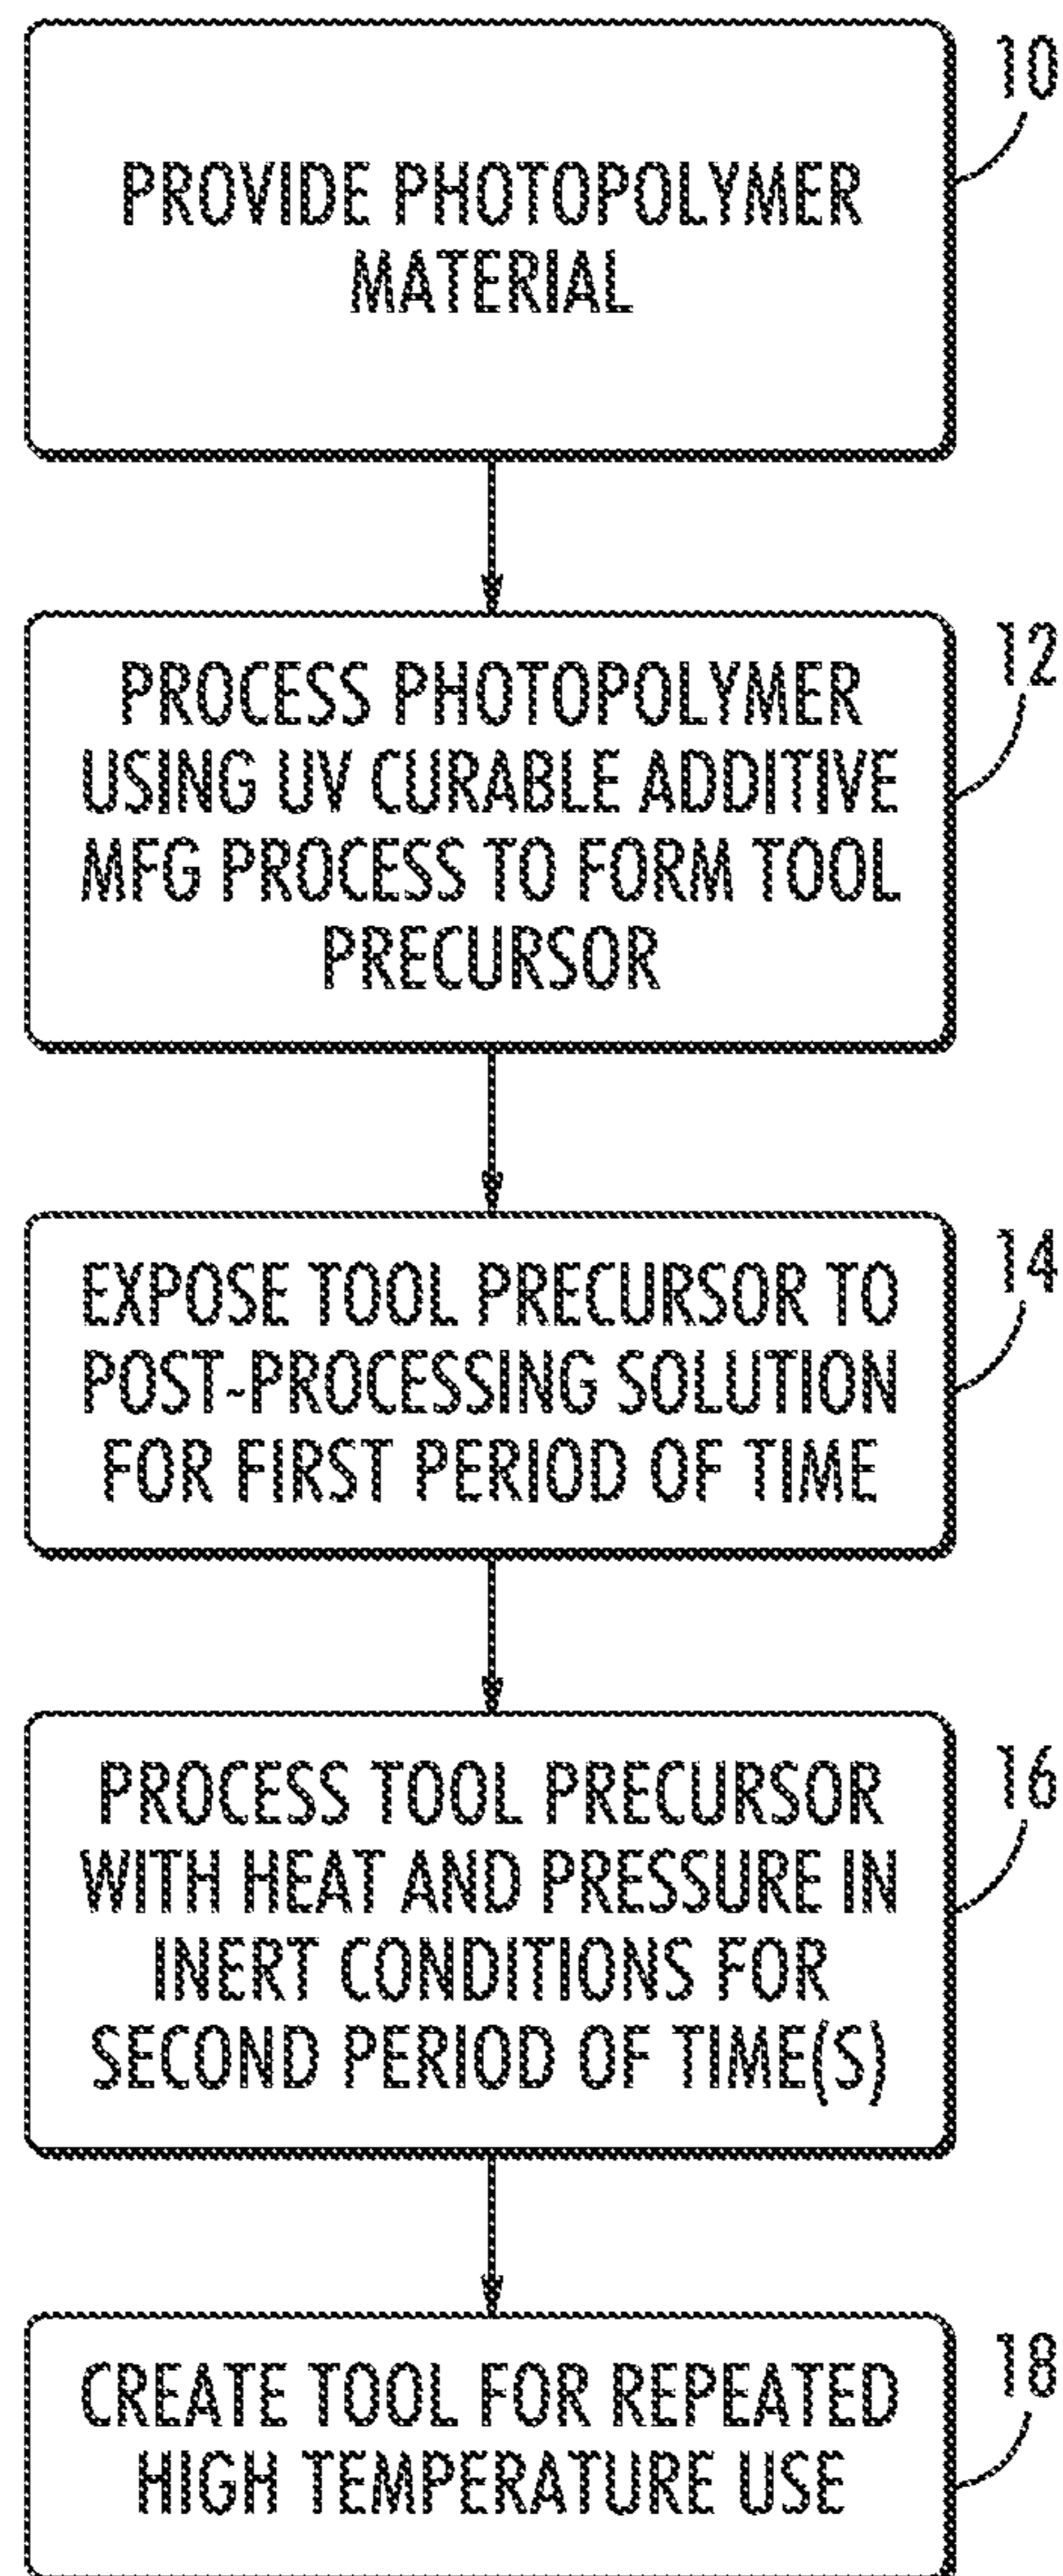 10
PROVIDE PHOTOPOLYMER
MATERIAL
12
PROCESS PHOTOPOLYMER
USING UV CURABLE ADDITIVE
MFG PROCESS TO FORM TOOL
PRECURSOR
14
EXPOSE TOOL PRECURSOR TO
POST-PROCESSING SOLUTION
FOR FIRST PERIOD OF TIME
16
PROCESS TOOL PRECURSOR
WITH HEAT AND PRESSURE IN
INERT CONDITIONS FOR
SECOND PERIOD OF TIME(S)
18
CREATE TOOL FOR REPEATED
HIGH TEMPERATURE USE